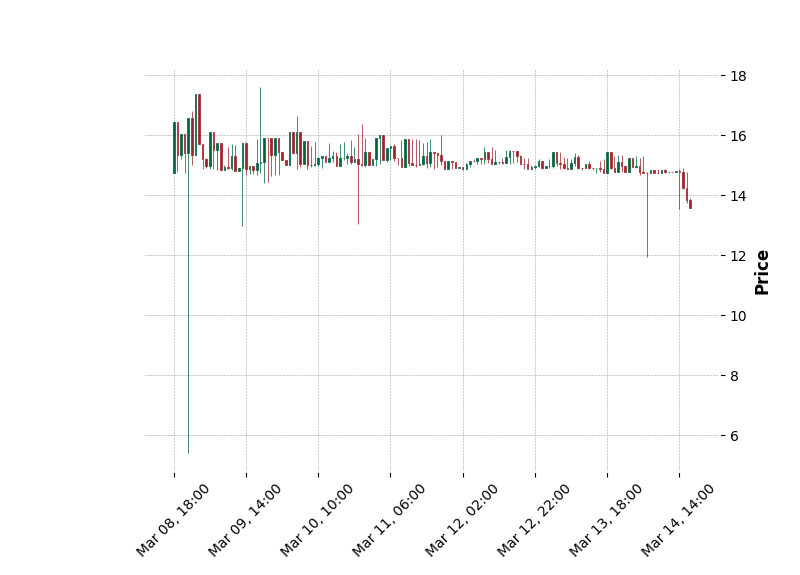 18
16
14
12
10
8
6
Price
Mar 08, 18:00
Mar 09, 14:00
Mar 10, 10:00
Mar 11, 06:00
Mar 12, 02:00
Mar 12, 22:00
Mar 13, 18:00
Mar 14, 14:00